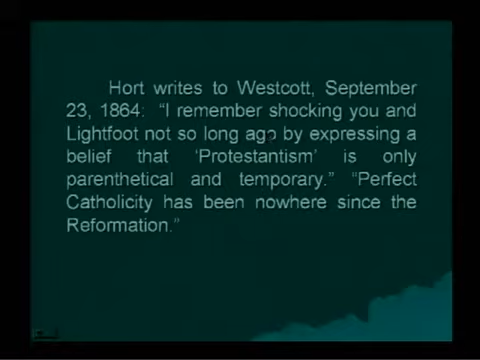 Hort writes to Westcott, September
23, 1864: “I remember shocking you and
Lightfoot not so long ago by expressing a
belief that ‘Protestantism’ is only
parenthetical and temporary.” “Perfect
Catholicity has been nowhere since the
Reformation.”